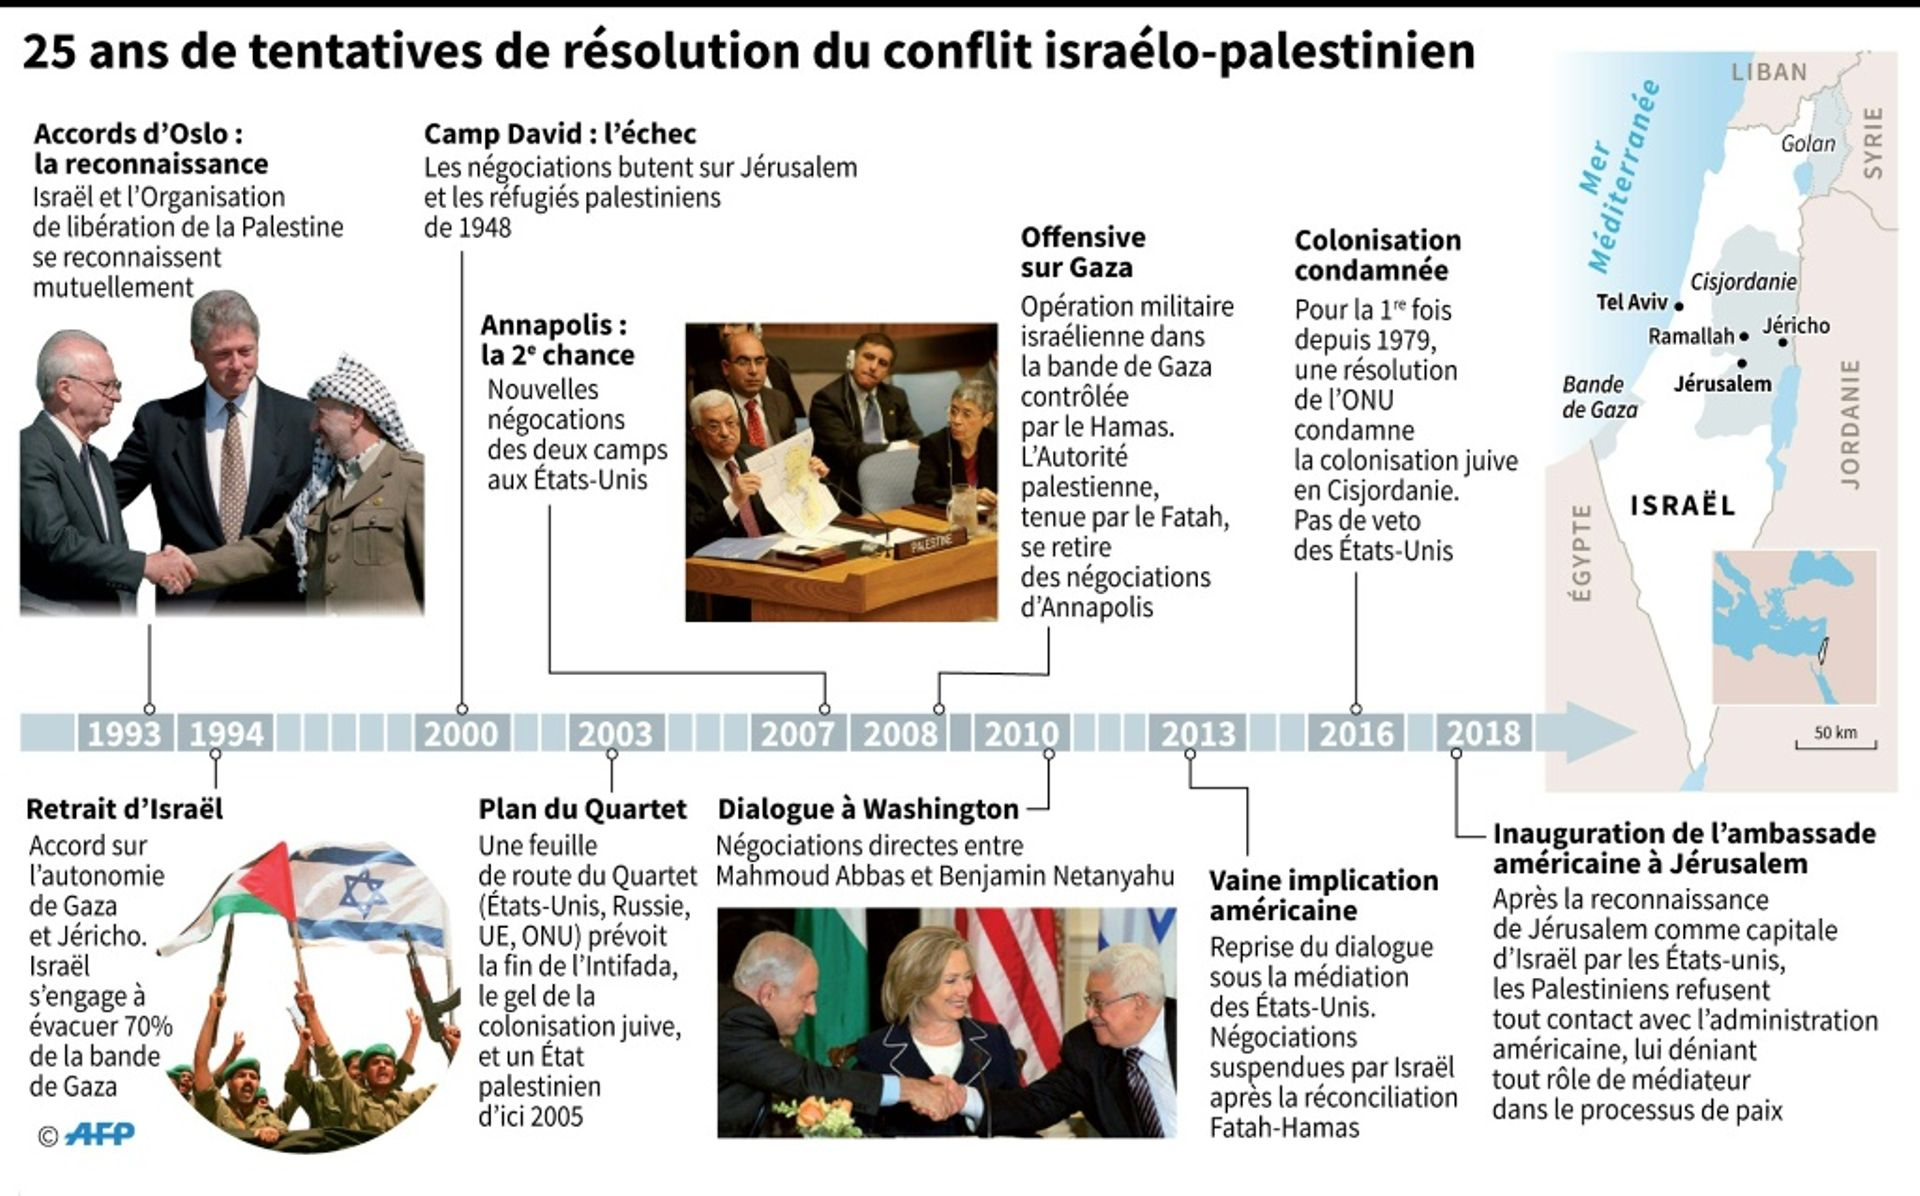 25 ans de tentatives de résolution du conflit israélo-palestinien
Accords d'Oslo :
la reconnaissance
Israël et l'Organisation
de libération de la Palestine
se reconnaissent
mutuellement
Camp David : l'échec
Les négociations butent sur Jérusalem
et les réfugiés palestiniens
de 1948
Annapolis :
la 2e chance
Nouvelles
négocations
des deux camps
aux États-Unis
PALESTINE
Offensive
sur Gaza
Opération militaire
israélienne dans
la bande de Gaza
contrôlée
par le Hamas.
L'Autorité
palestienne,
tenue par le Fatah,
se retire
des négociations
d'Annapolis
Colonisation
condamnée
Pour la 1re fois
depuis 1979,
une résolution
de l'ONU
condamne
la colonisation juive
en Cisjordanie.
Pas de veto
des États-Unis
1993 1994 2000 2003 2007 2008 2010 2013 2016 2018
Retrait d'Israël
Accord sur
l'autonomie
de Gaza
et Jéricho.
Israël
s'engage à
évacuer 70%
de la bande
de Gaza
Plan du Quartet
Une feuille
de route du Quartet
(États-Unis, Russie,
UE, ONU) prévoit
la fin de l'Intifada,
le gel de la
colonisation juive,
et un État
palestinien
d'ici 2005
Dialogue à Washington
Négociations directes entre
Mahmoud Abbas et Benjamin Netanyahu
Vaine implication
américaine
Reprise du dialogue
sous la médiation
des États-Unis.
Négociations
suspendues par Israël
après la réconciliation
Fatah-Hamas
Inauguration de l'ambassade
américaine à Jérusalem
Après la reconnaissance
de Jérusalem comme capitale
d'Israël par les États-unis,
les Palestiniens refusent
tout contact avec l'administration
américaine, lui déniant
tout rôle de médiateur
dans le processus de paix
LIBAN
SYRIE
Golan
Mer
Méditerranée
Cisjordanie
Tel Aviv
Ramallah
Jéricho
Jérusalem
Bande
de Gaza
JORDANIE
ISRAËL
ÉGYPTE
50 km
© AFP